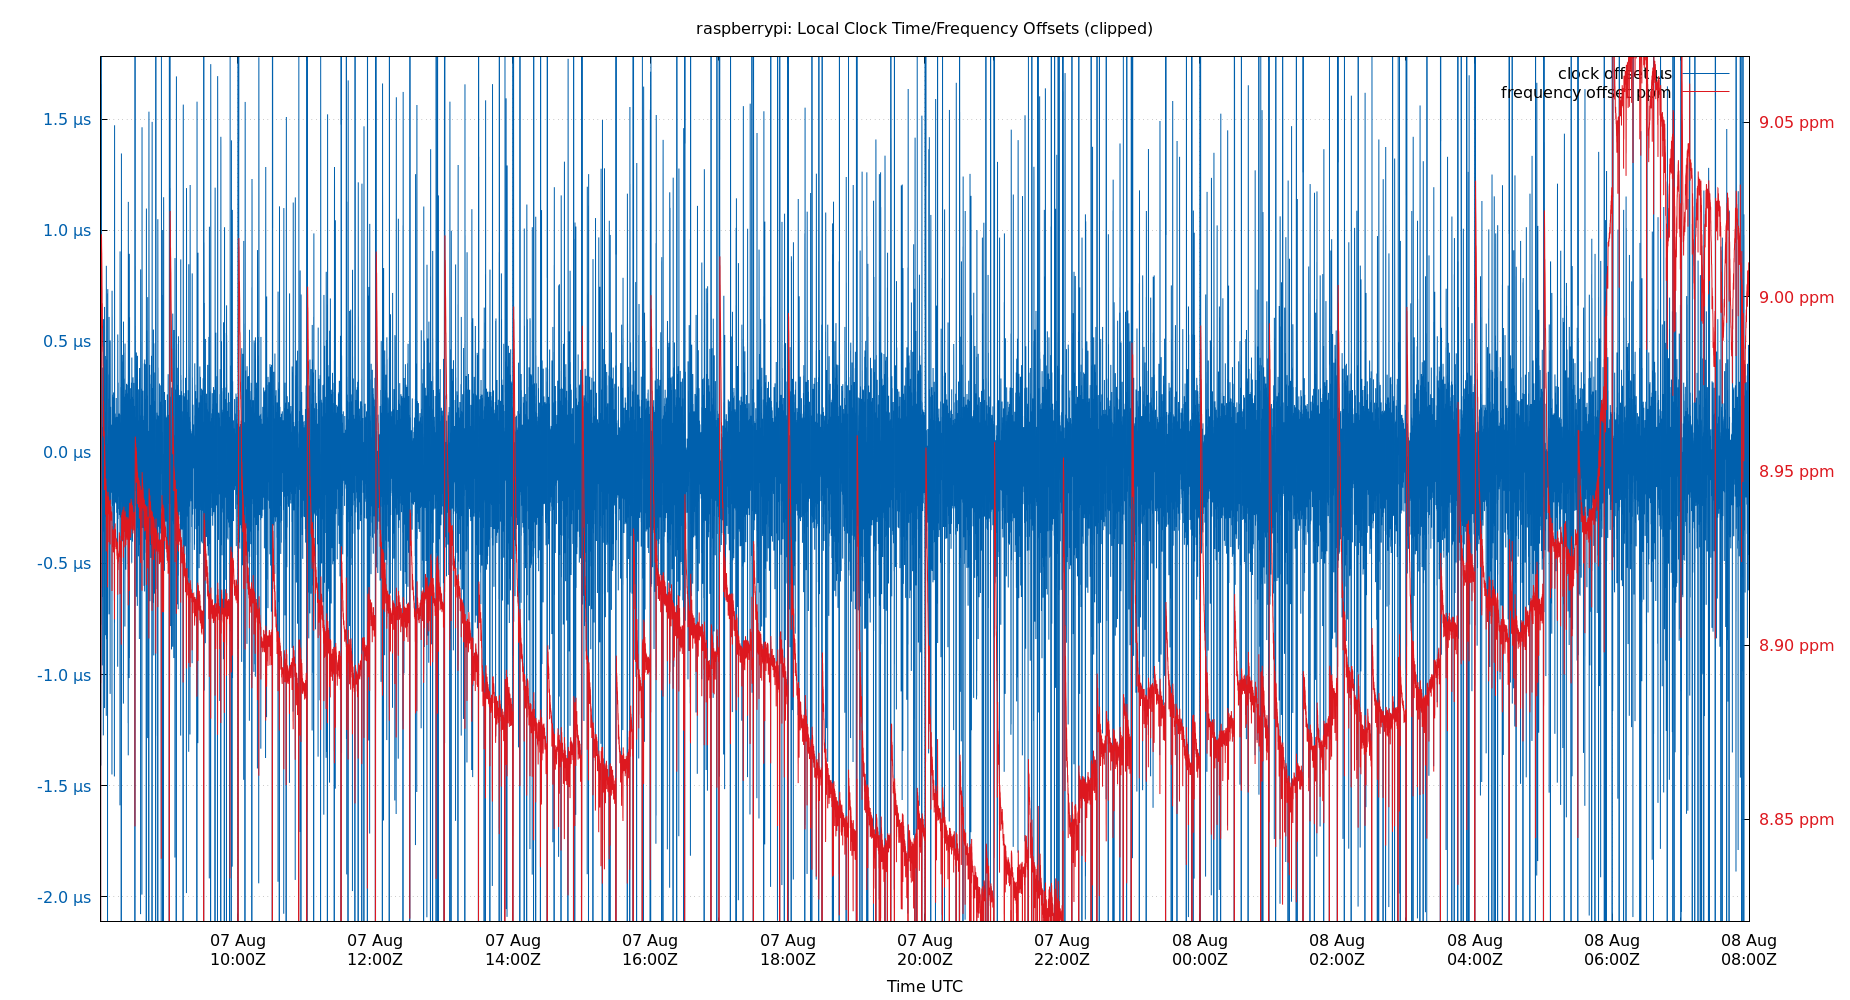 raspberrypi: Local Clock Time/Frequency Offsets (clipped)
clock offset µs
frequency offset ppm
1.5 µs
1.0 µs
0.5 µs
0.0 µs
-0.5 µs
-1.0 µs
-1.5 µs
-2.0 µs
9.05 ppm
9.00 ppm
8.95 ppm
8.90 ppm
8.85 ppm
07 Aug 07 Aug 07 Aug 07 Aug 07 Aug 07 Aug 07 Aug 08 Aug 08 Aug 08 Aug 08 Aug 08 Aug
10:00Z 12:00Z 14:00Z 16:00Z 18:00Z 20:00Z 22:00Z 00:00Z 02:00Z 04:00Z 06:00Z 08:00Z
Time UTC